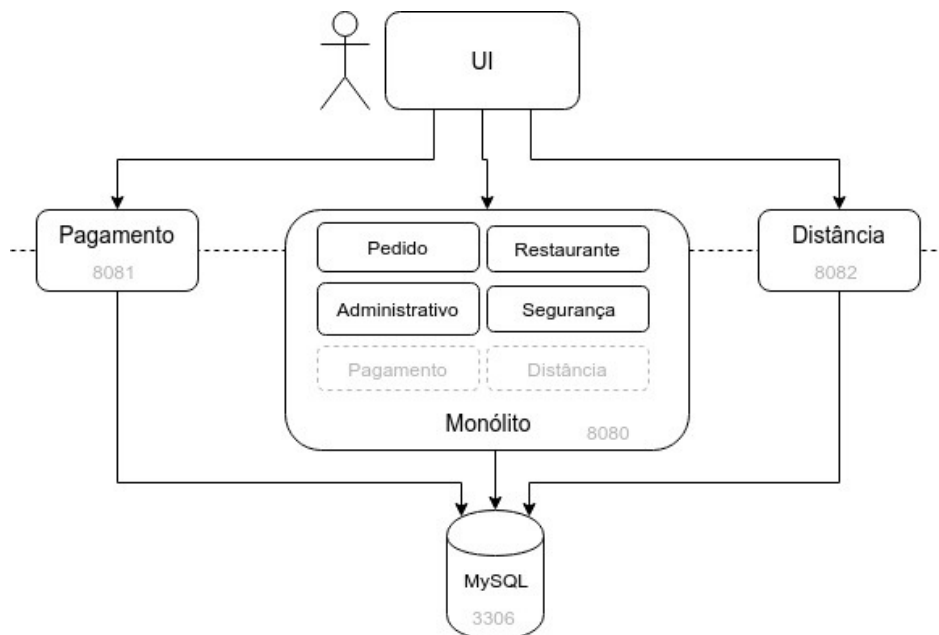 UI
Pagamento
8081
Pedido
Restaurante
Administrativo
Segurança
Pagamento
Distância
Monólito
8080
Distância
8082
MySQL
3306